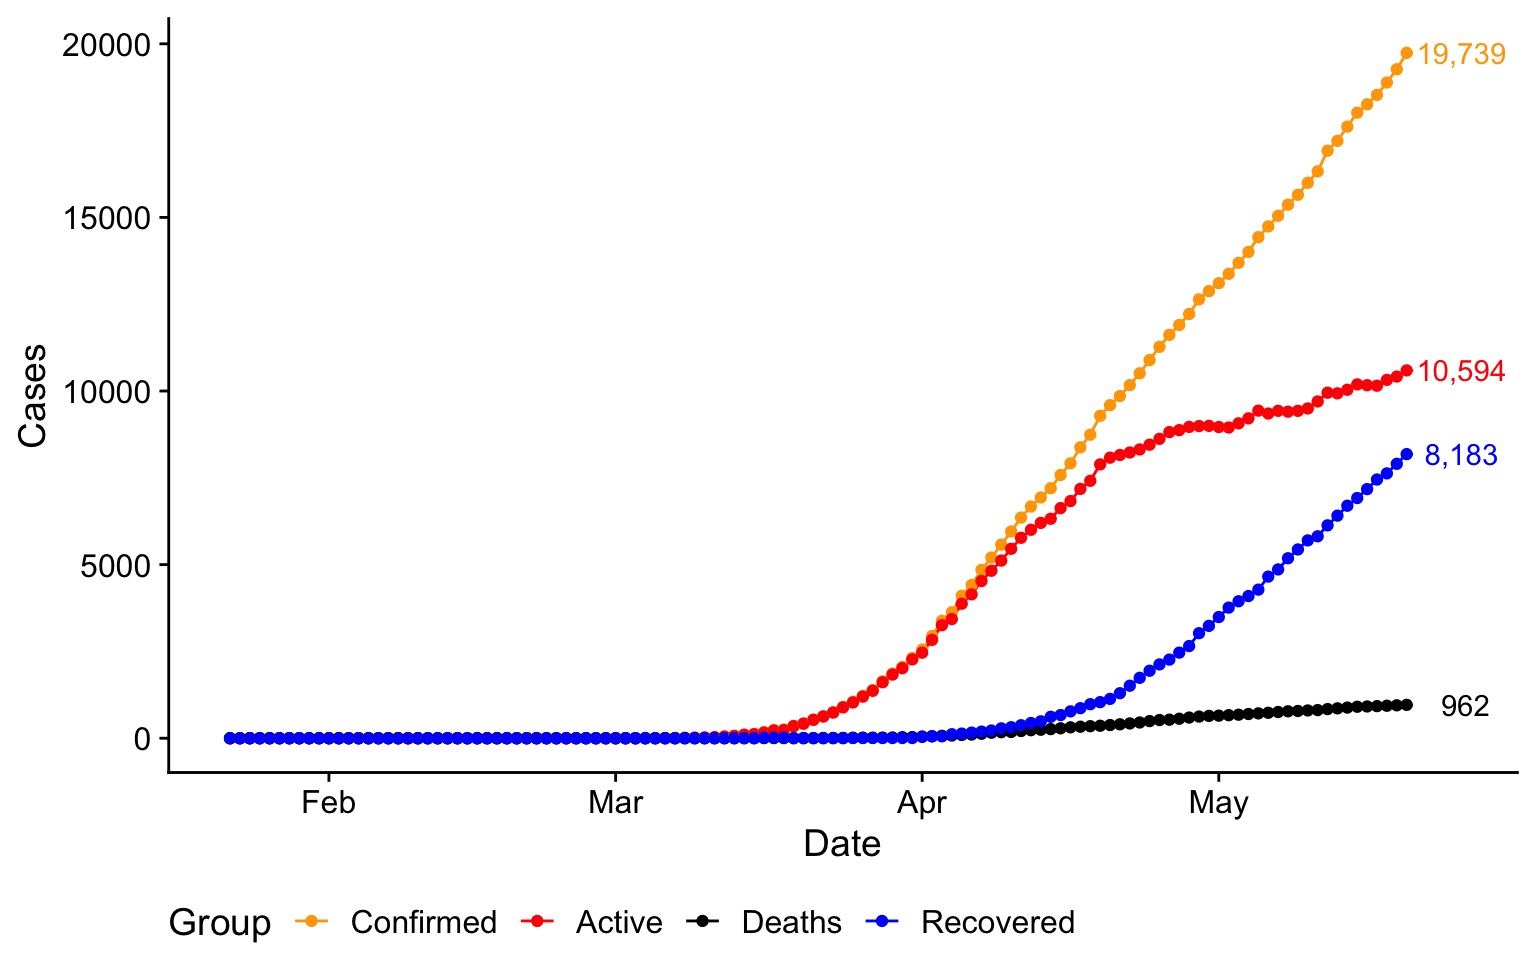 20000
15000
10000
5000
0
Cases
19,739
10,594
8,183
962
Feb Mar Apr May
Date
Group Confirmed Active Deaths Recovered